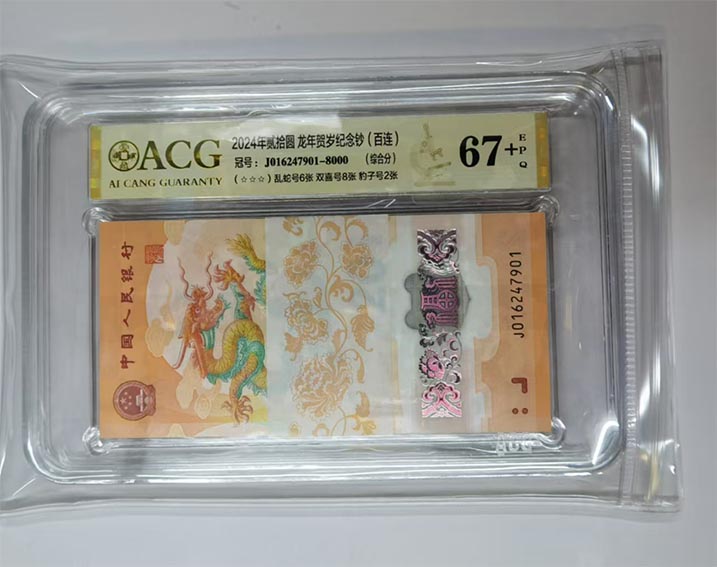 ACG
AI CANG GUARANTY
2024年贰拾圆 龙年贺岁纪念钞（百连）
冠号：J016247901-8000 （综合分）
（☆☆☆）乱蛇号6张 双喜号8张 豹子号2张
67+
EPQ
中国人民银行
J016247901
ACG